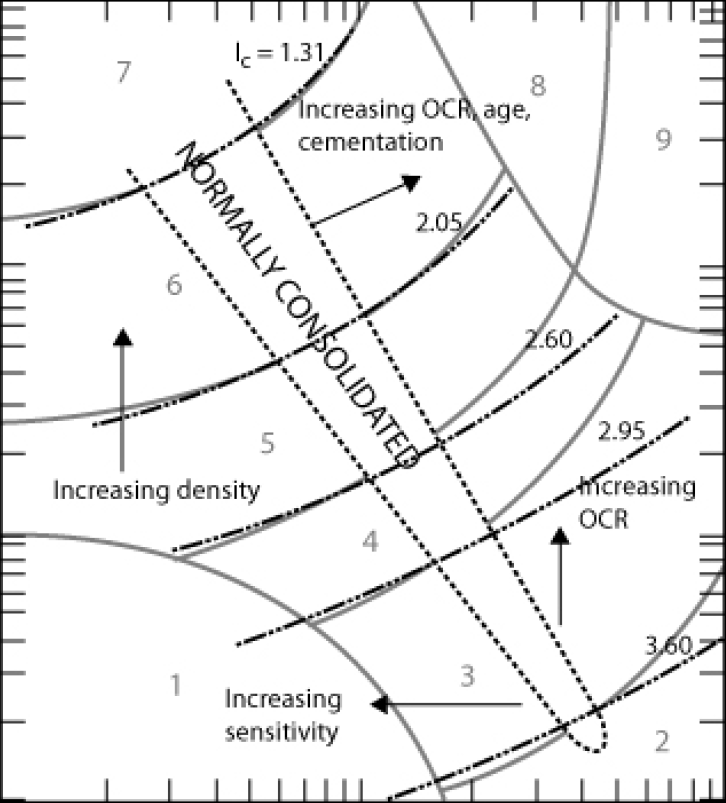 I_c = 1.31
7
8
Increasing OCR, age,
cementation
9
NORMALLY CONSOLIDATED
2.05
6
2.60
2.95
5
Increasing density
Increasing
OCR
4
3.60
1
3
Increasing
sensitivity
2